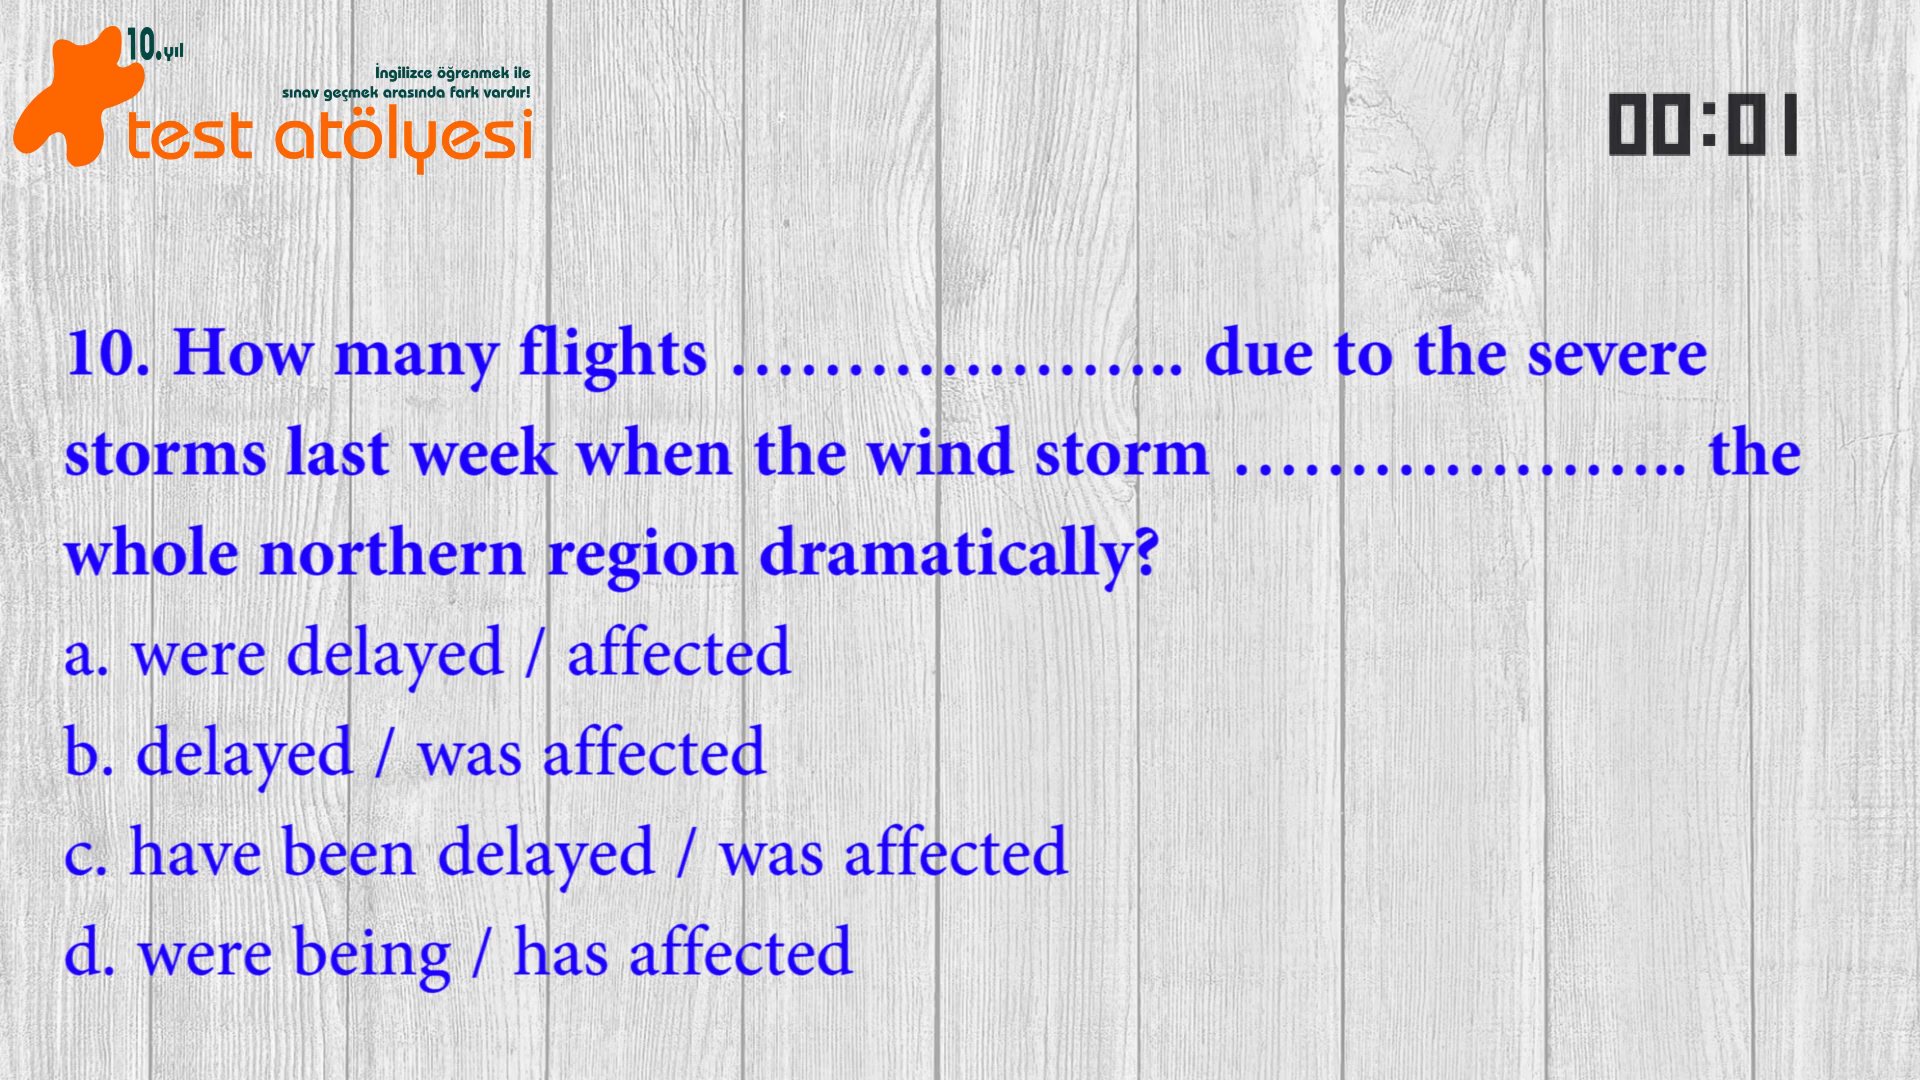 10.yıl
İngilizce öğrenmek ile
sınav geçmek arasında fark vardır!
test atölyesi
00:01
10. How many flights ……………….. due to the severe
storms last week when the wind storm ……………….. the
whole northern region dramatically?
a. were delayed / affected
b. delayed / was affected
c. have been delayed / was affected
d. were being / has affected